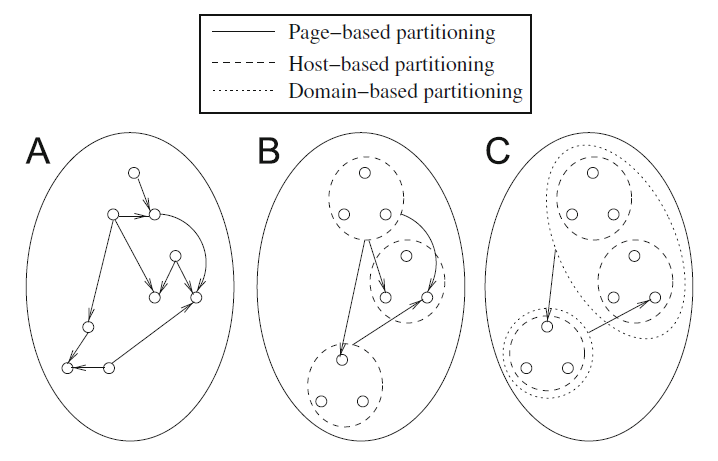 Page−based partitioning
Host−based partitioning
Domain−based partitioning
A B C